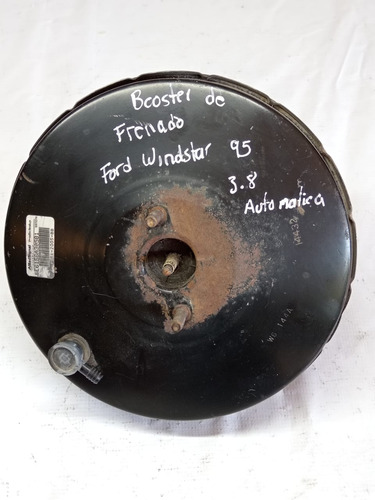 Booster de
Frenado
Ford Windstar 95
3.8
Automatica